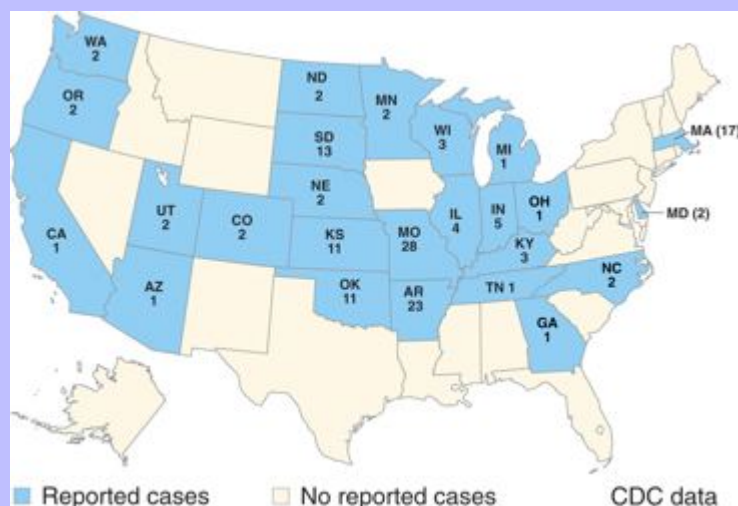 WA
2
OR
2
CA
1
UT
2
AZ
1
CO
2
ND
2
SD
13
NE
2
KS
11
OK
11
MN
2
WI
3
MO
28
AR
23
IL
4
MI
1
IN
5
OH
1
KY
3
TN 1
NC
2
GA
1
MA (17)
MD (2)
Reported cases
No reported cases
CDC data